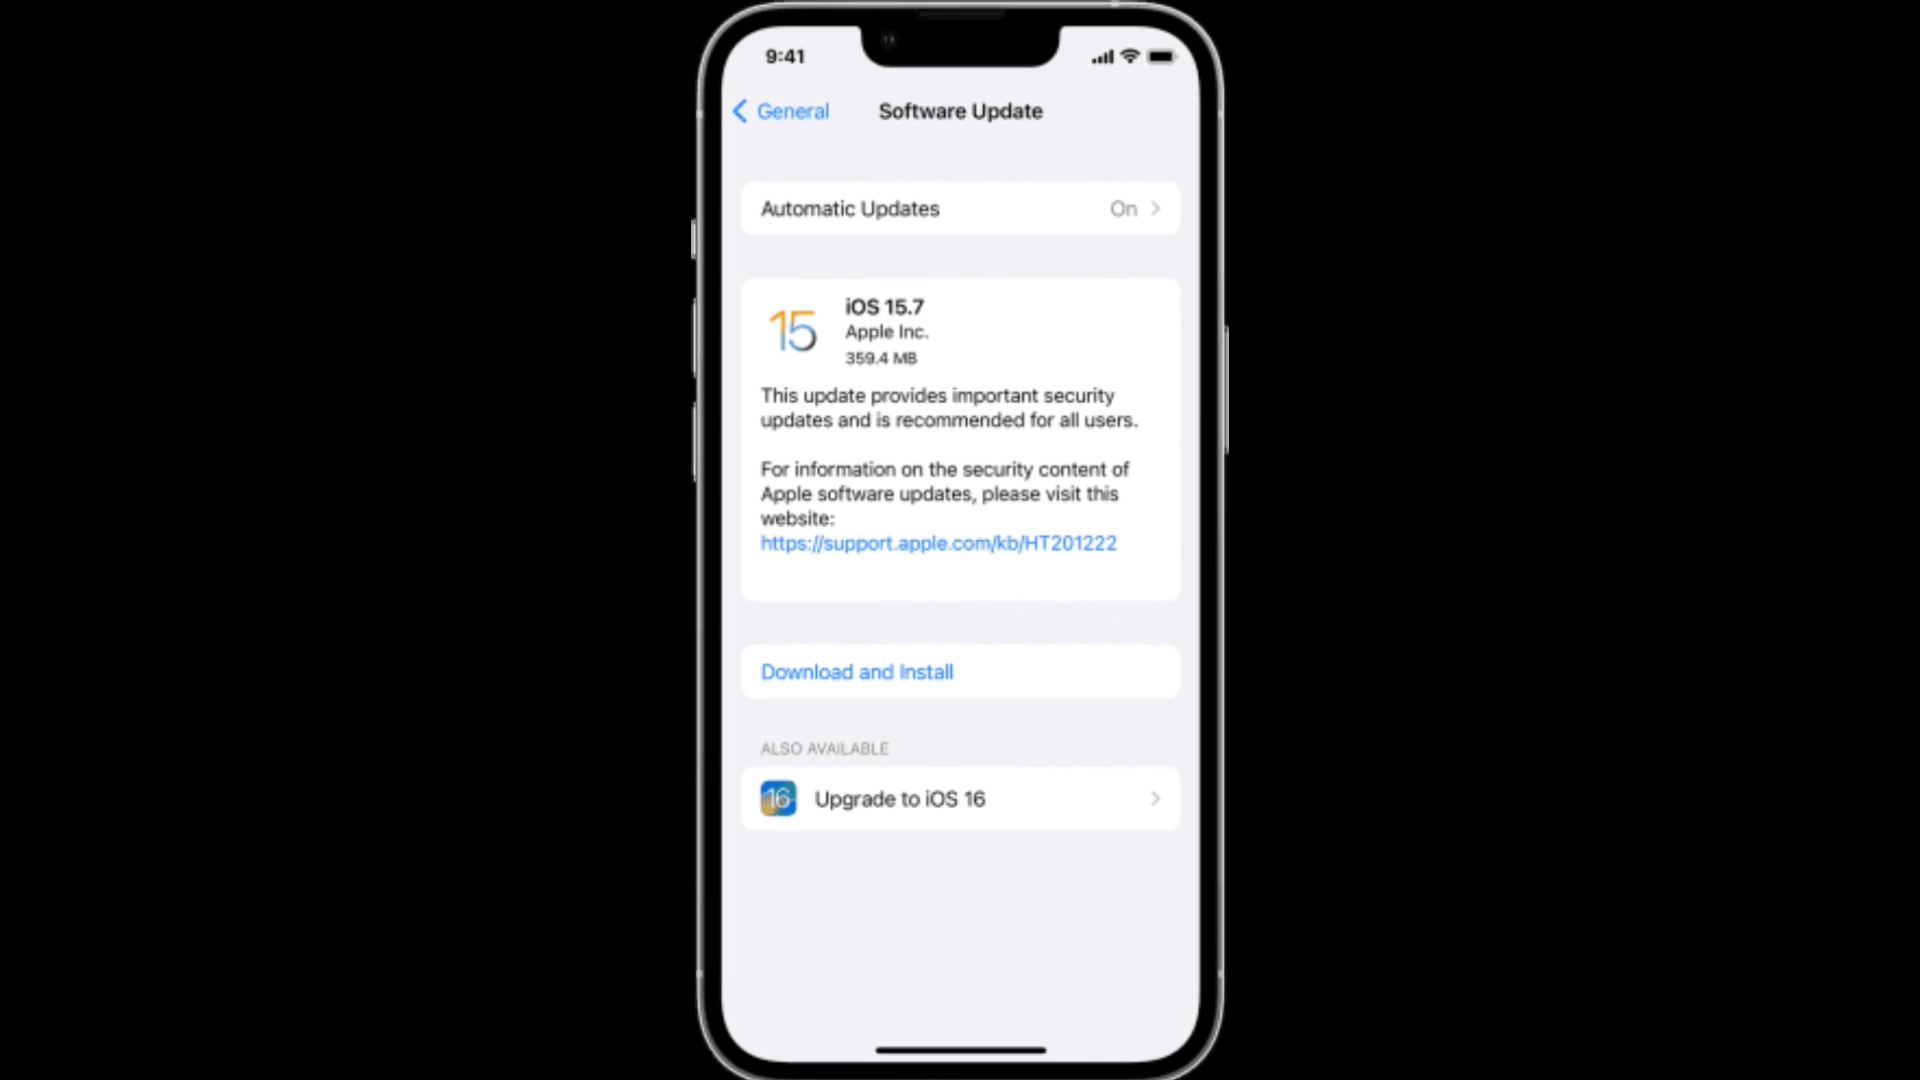 9:41
General
Software Update
Automatic Updates On
15
iOS 15.7
Apple Inc.
359.4 MB
This update provides important security
updates and is recommended for all users.
For information on the security content of
Apple software updates, please visit this
website:
https://support.apple.com/kb/HT201222
Download and Install
ALSO AVAILABLE
16
Upgrade to iOS 16